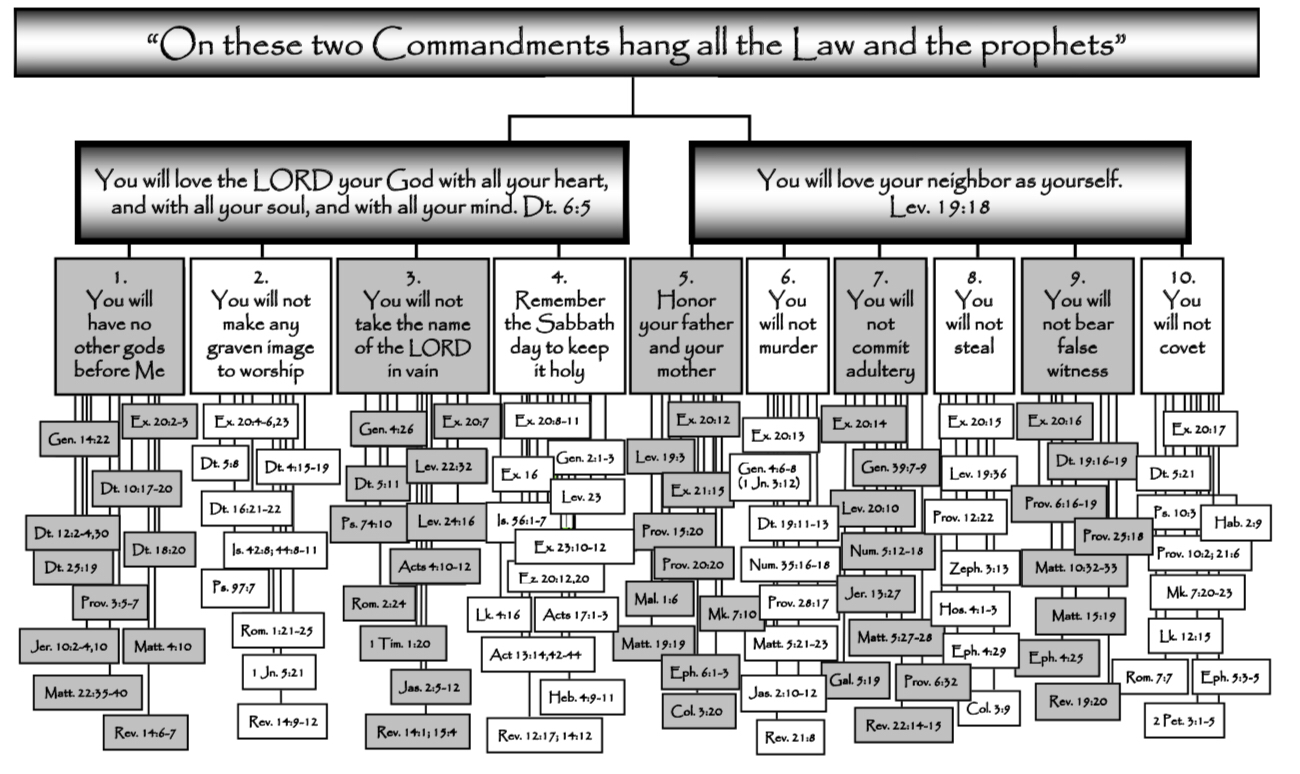 “On these two Commandments hang all the Law and the prophets”
You will love the LORD your God with all your heart,
and with all your soul, and with all your mind. Dt. 6:5
You will love your neighbor as yourself.
Lev. 19:18
1.
You will
have no
other gods
before Me
2.
You will not
make any
graven image
to worship
3.
You will not
take the name
of the LORD
in vain
4.
Remember
the Sabbath
day to keep
it holy
5.
Honor
your father
and your
mother
6.
You
will not
murder
7.
You will
not
commit
adultery
8.
You
will not
steal
9.
You will
not bear
false
witness
10.
You
will not
covet
Ex. 20:2-3
Gen. 14:22
Dt. 10:17-20
Dt. 12:2-4,30
Dt. 18:20
Dt. 25:19
Prov. 3:5-7
Jer. 10:2-4,10
Matt. 4:10
Matt. 22:35-40
Rev. 14:6-7
Ex. 20:4-6,23
Dt. 5:8
Dt. 4:15-19
Dt. 16:21-22
Is. 42:8; 44:8-11
Ps. 97:7
Rom. 1:21-25
1 Jn. 5:21
Rev. 14:9-12
Ex. 20:7
Gen. 4:26
Lev. 22:32
Dt. 5:11
Ps. 74:10
Lev. 24:16
Acts 4:10-12
Rom. 2:24
1 Tim. 1:20
Jas. 2:5-12
Rev. 14:1; 15:4
Ex. 20:8-11
Gen. 2:1-3
Ex. 16
Lev. 23
Is. 56:1-7
Ex. 23:10-12
Ez. 20:12,20
Lk. 4:16
Acts 17:1-3
Act 13:14,42-44
Heb. 4:9-11
Rev. 12:17; 14:12
Ex. 20:12
Lev. 19:3
Ex. 21:15
Prov. 15:20
Prov. 20:20
Mal. 1:6
Mk. 7:10
Matt. 19:19
Eph. 6:1-3
Col. 3:20
Ex. 20:13
Gen. 4:6-8
(1 Jn. 3:12)
Dt. 19:11-13
Num. 35:16-18
Prov. 28:17
Matt. 5:21-23
Jas. 2:10-12
Rev. 21:8
Ex. 20:14
Gen. 39:7-9
Lev. 20:10
Num. 5:12-18
Jer. 13:27
Matt. 5:27-28
Gal. 5:19
Prov. 6:32
Rev. 22:14-15
Ex. 20:15
Lev. 19:36
Prov. 12:22
Zeph. 3:13
Hos. 4:1-3
Eph. 4:29
Col. 3:9
Ex. 20:16
Dt. 19:16-19
Prov. 6:16-19
Prov. 25:18
Matt. 10:32-33
Matt. 15:19
Eph. 4:25
Rev. 19:20
Ex. 20:17
Dt. 5:21
Ps. 10:3
Hab. 2:9
Prov. 10:2; 21:6
Mk. 7:20-23
Lk. 12:15
Rom. 7:7
Eph. 5:3-5
2 Pet. 3:1-5